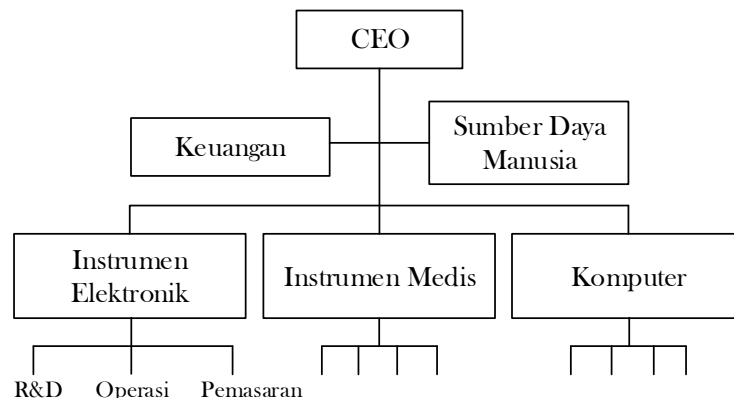 CEO
Keuangan
Sumber Daya
Manusia
Instrumen
Elektronik
Instrumen Medis
Komputer
R&D
Operasi
Pemasaran